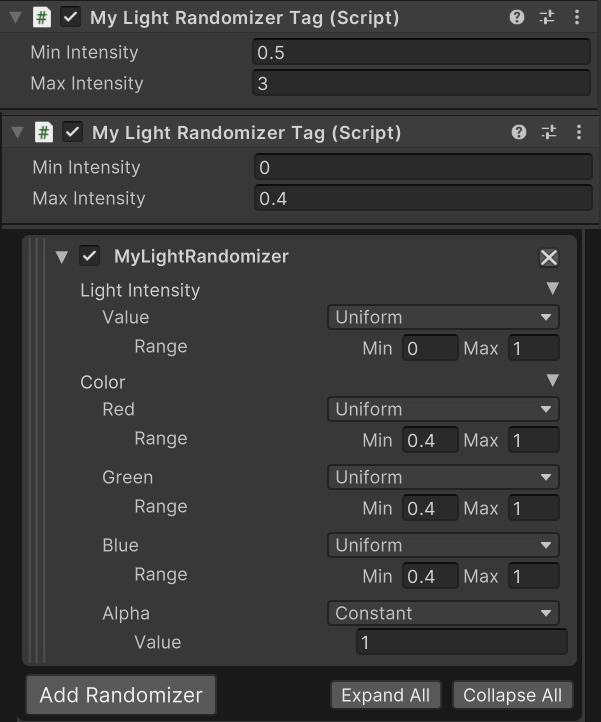 # My Light Randomizer Tag (Script)
Min Intensity 0.5
Max Intensity 3
# My Light Randomizer Tag (Script)
Min Intensity 0
Max Intensity 0.4
MyLightRandomizer
Light Intensity
Value Uniform
Range Min 0 Max 1
Color
Red Uniform
Range Min 0.4 Max 1
Green Uniform
Range Min 0.4 Max 1
Blue Uniform
Range Min 0.4 Max 1
Alpha Constant
Value 1
Add Randomizer Expand All Collapse All